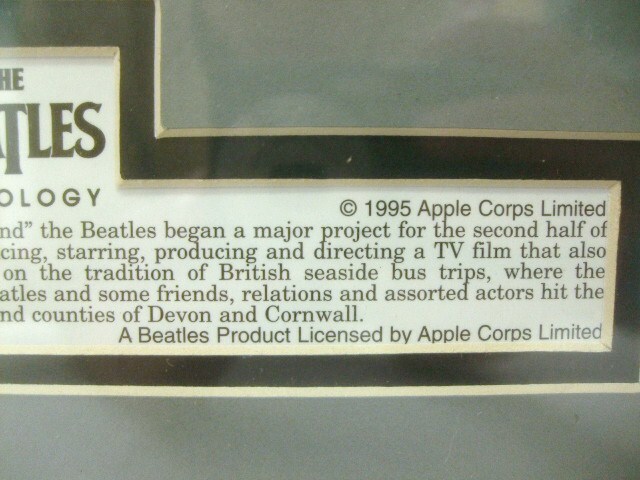 THE
ATLES
OLOGY
© 1995 Apple Corps Limited
nd” the Beatles began a major project for the second half of
cing, starring, producing and directing a TV film that also
on the tradition of British seaside bus trips, where the
eatles and some friends, relations and assorted actors hit the
nd counties of Devon and Cornwall.
A Beatles Product Licensed by Apple Corps Limited